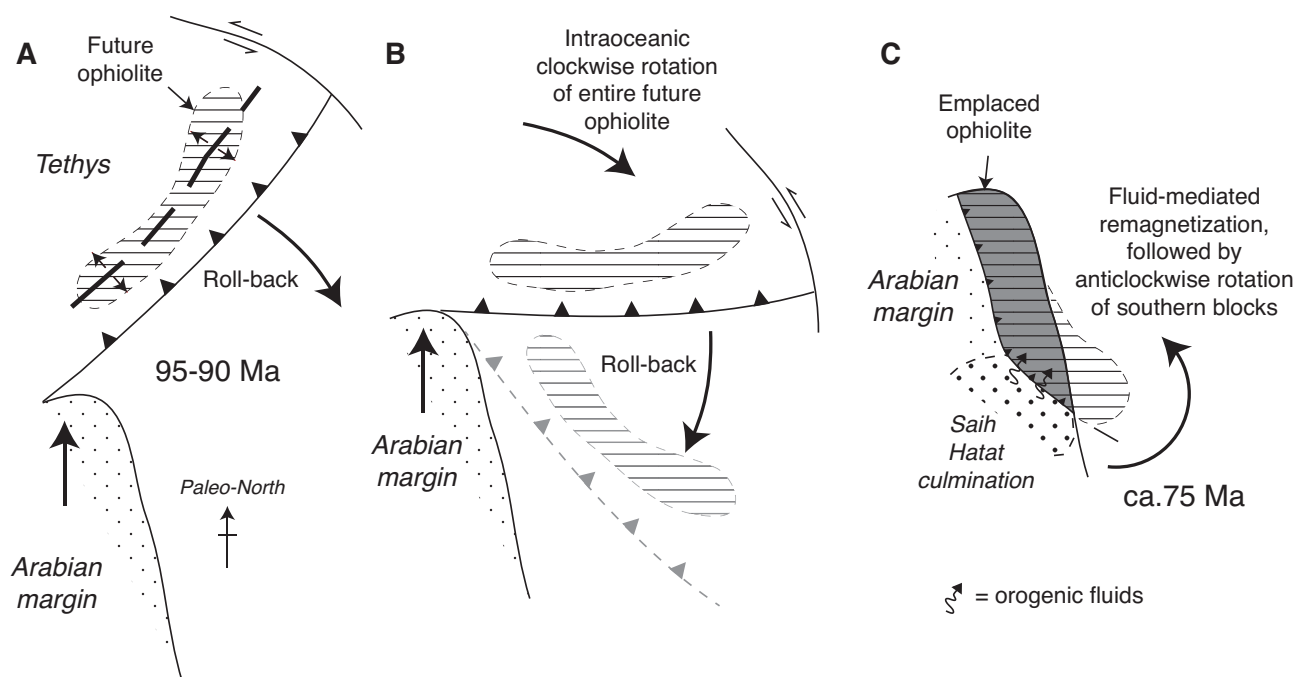 A
Future
ophiolite
Tethys
Roll-back
95-90 Ma
Paleo-North
Arabian
margin
B
Intraoceanic
clockwise rotation
of entire future
ophiolite
Roll-back
Arabian
margin
C
Emplaced
ophiolite
Fluid-mediated
remagnetization,
followed by
anticlockwise rotation
of southern blocks
Arabian
margin
Saih
Hatat
culmination
ca.75 Ma
= orogenic fluids